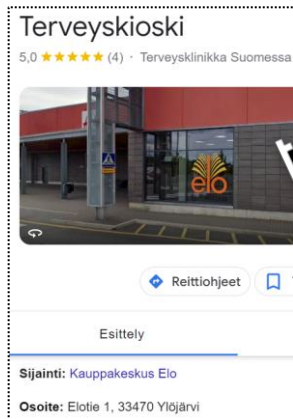 Terveyskioski
5,0 ★★★★★ (4) · Terveysklinikka Suomessa
elo
Reittiohjeet
Esittely
Sijainti: Kauppakeskus Elo
Osoite: Elotie 1, 33470 Ylöjärvi